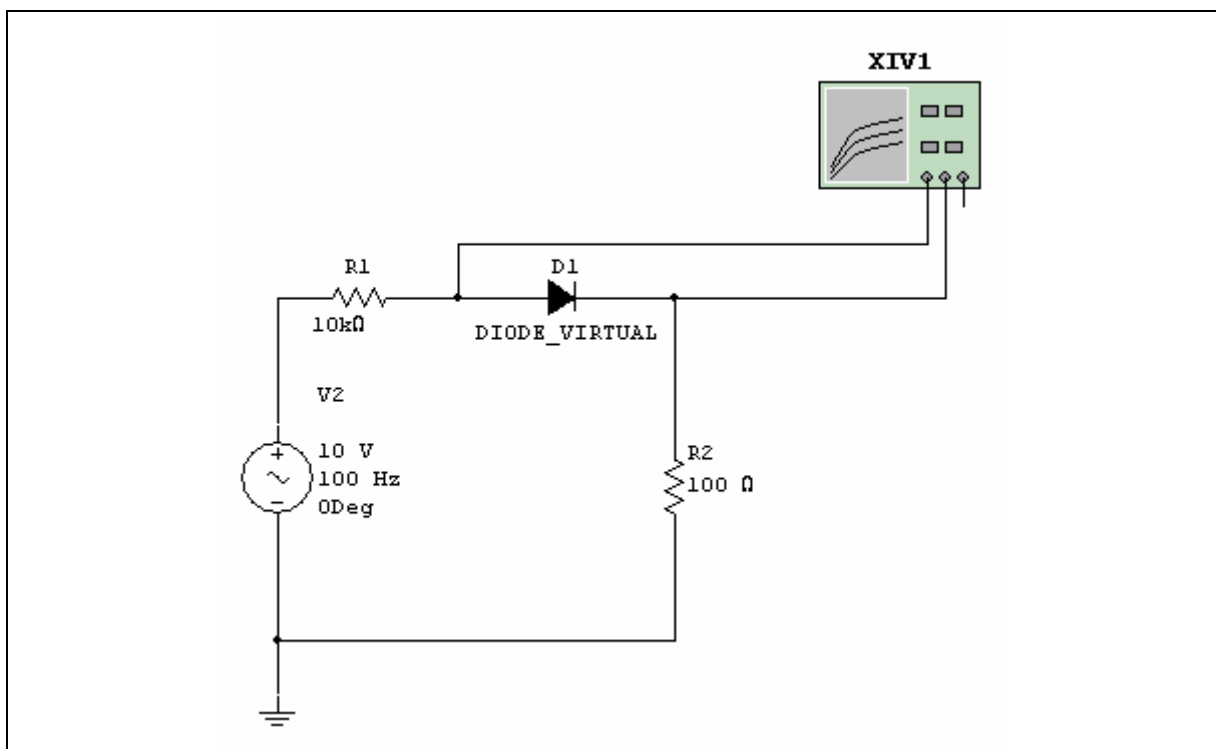 XIV1
R1
10kΩ
D1
DIODE_VIRTUAL
V2
10 V
100 Hz
0Deg
R2
100 Ω